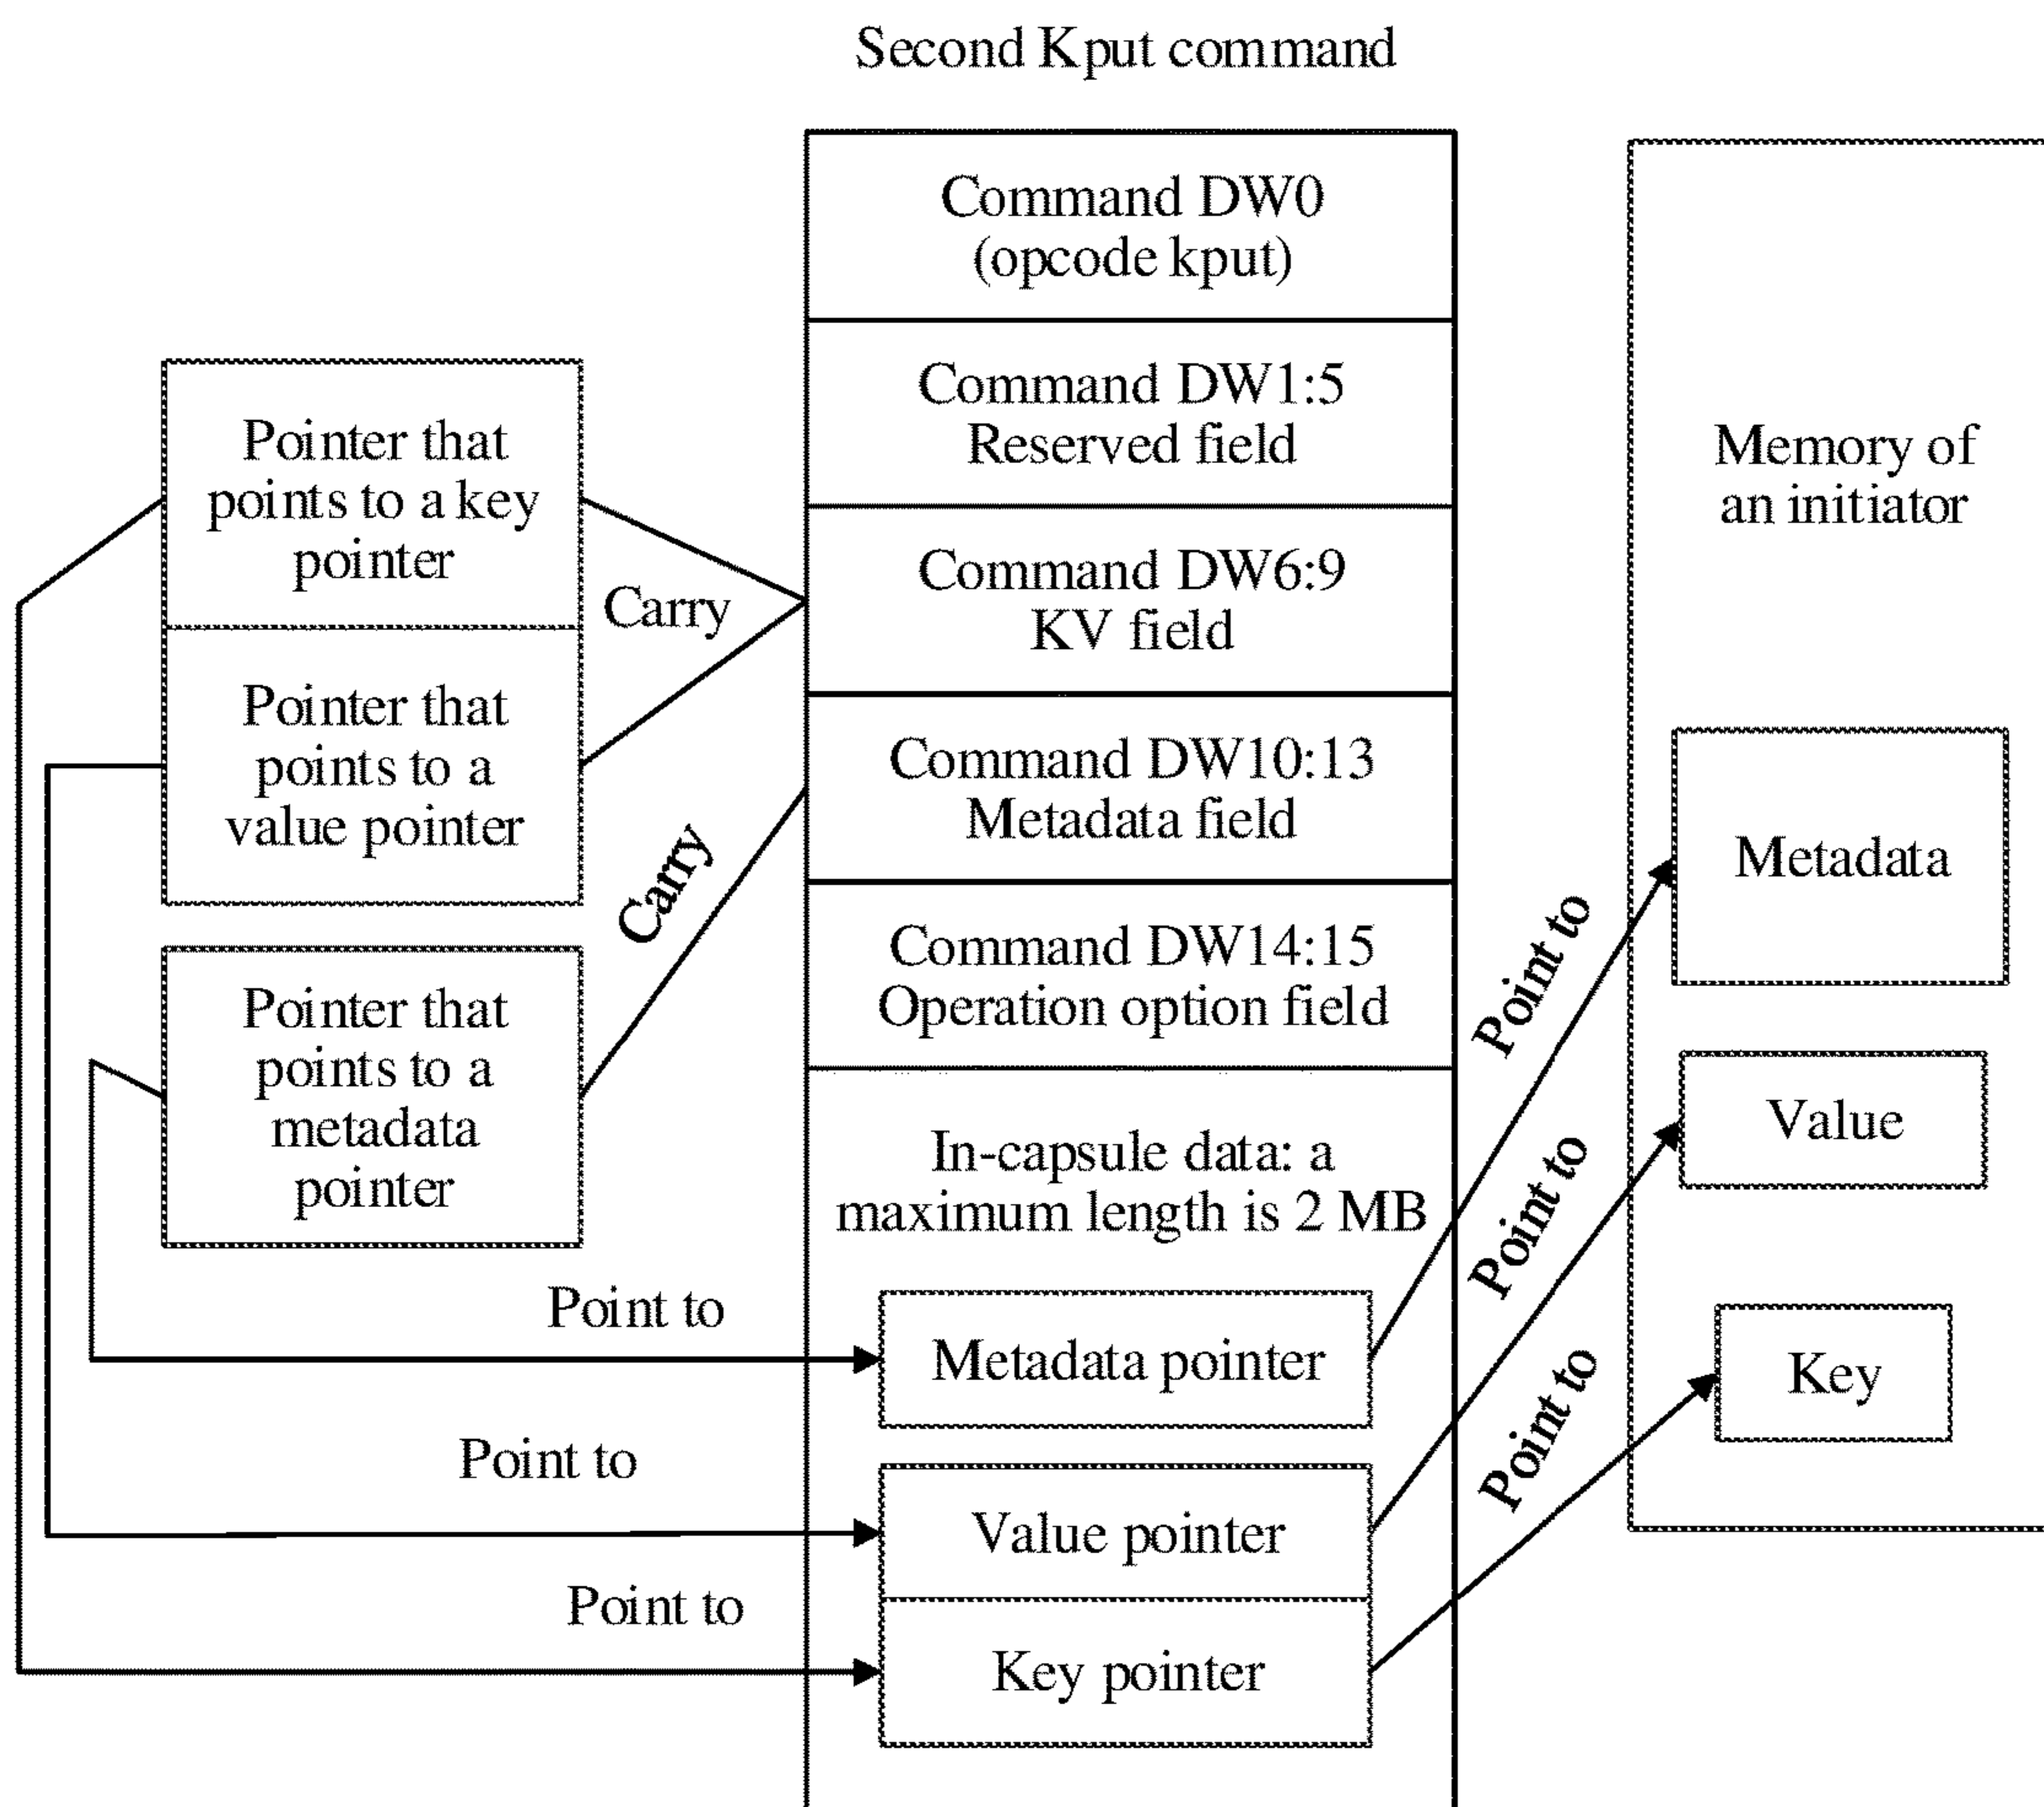 Second Kput command
Command DW0
(opcode kput)
Command DW1:5
Reserved field
Command DW6:9
KV field
Command DW10:13
Metadata field
Command DW14:15
Operation option field
In-capsule data: a
maximum length is 2 MB
Metadata pointer
Value pointer
Key pointer
Pointer that
points to a key
pointer
Pointer that
points to a
value pointer
Pointer that
points to a
metadata
pointer
Carry
Carry
Point to
Point to
Point to
Point to
Point to
Point to
Memory of
an initiator
Metadata
Value
Key